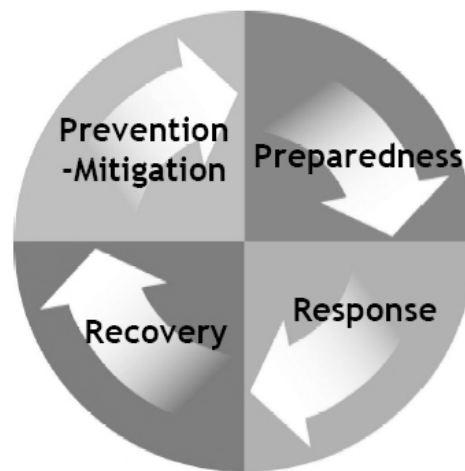 Prevention
-Mitigation
Preparedness
Response
Recovery